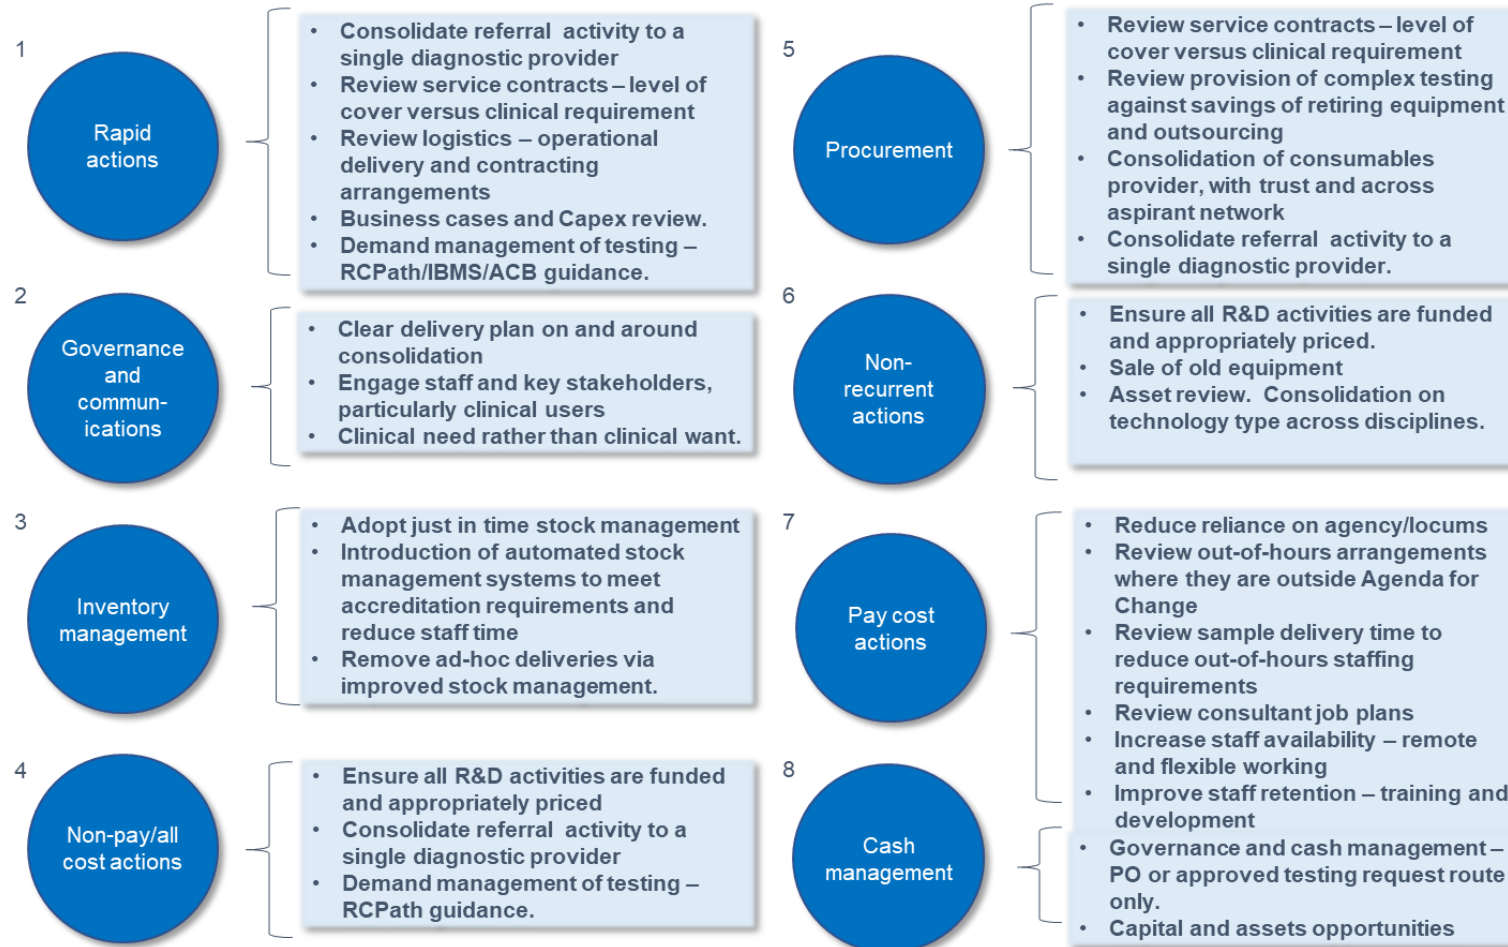 1
Rapid
actions
• Consolidate referral activity to a
single diagnostic provider
• Review service contracts – level of
cover versus clinical requirement
• Review logistics – operational
delivery and contracting
arrangements
• Business cases and Capex review.
• Demand management of testing –
RCPath/IBMS/ACB guidance.
2
Governance
and
commun-
ications
• Clear delivery plan on and around
consolidation
• Engage staff and key stakeholders,
particularly clinical users
• Clinical need rather than clinical want.
3
Inventory
management
• Adopt just in time stock management
• Introduction of automated stock
management systems to meet
accreditation requirements and
reduce staff time
• Remove ad-hoc deliveries via
improved stock management.
4
Non-pay/all
cost actions
• Ensure all R&D activities are funded
and appropriately priced
• Consolidate referral activity to a
single diagnostic provider
• Demand management of testing –
RCPath guidance.
5
Procurement
• Review service contracts – level of
cover versus clinical requirement
• Review provision of complex testing
against savings of retiring equipment
and outsourcing
• Consolidation of consumables
provider, with trust and across
aspirant network
• Consolidate referral activity to a
single diagnostic provider.
6
Non-
recurrent
actions
• Ensure all R&D activities are funded
and appropriately priced.
• Sale of old equipment
• Asset review. Consolidation on
technology type across disciplines.
7
Pay cost
actions
• Reduce reliance on agency/locums
• Review out-of-hours arrangements
where they are outside Agenda for
Change
• Review sample delivery time to
reduce out-of-hours staffing
requirements
• Review consultant job plans
• Increase staff availability – remote
and flexible working
• Improve staff retention – training and
development
8
Cash
management
• Governance and cash management –
PO or approved testing request route
only.
• Capital and assets opportunities